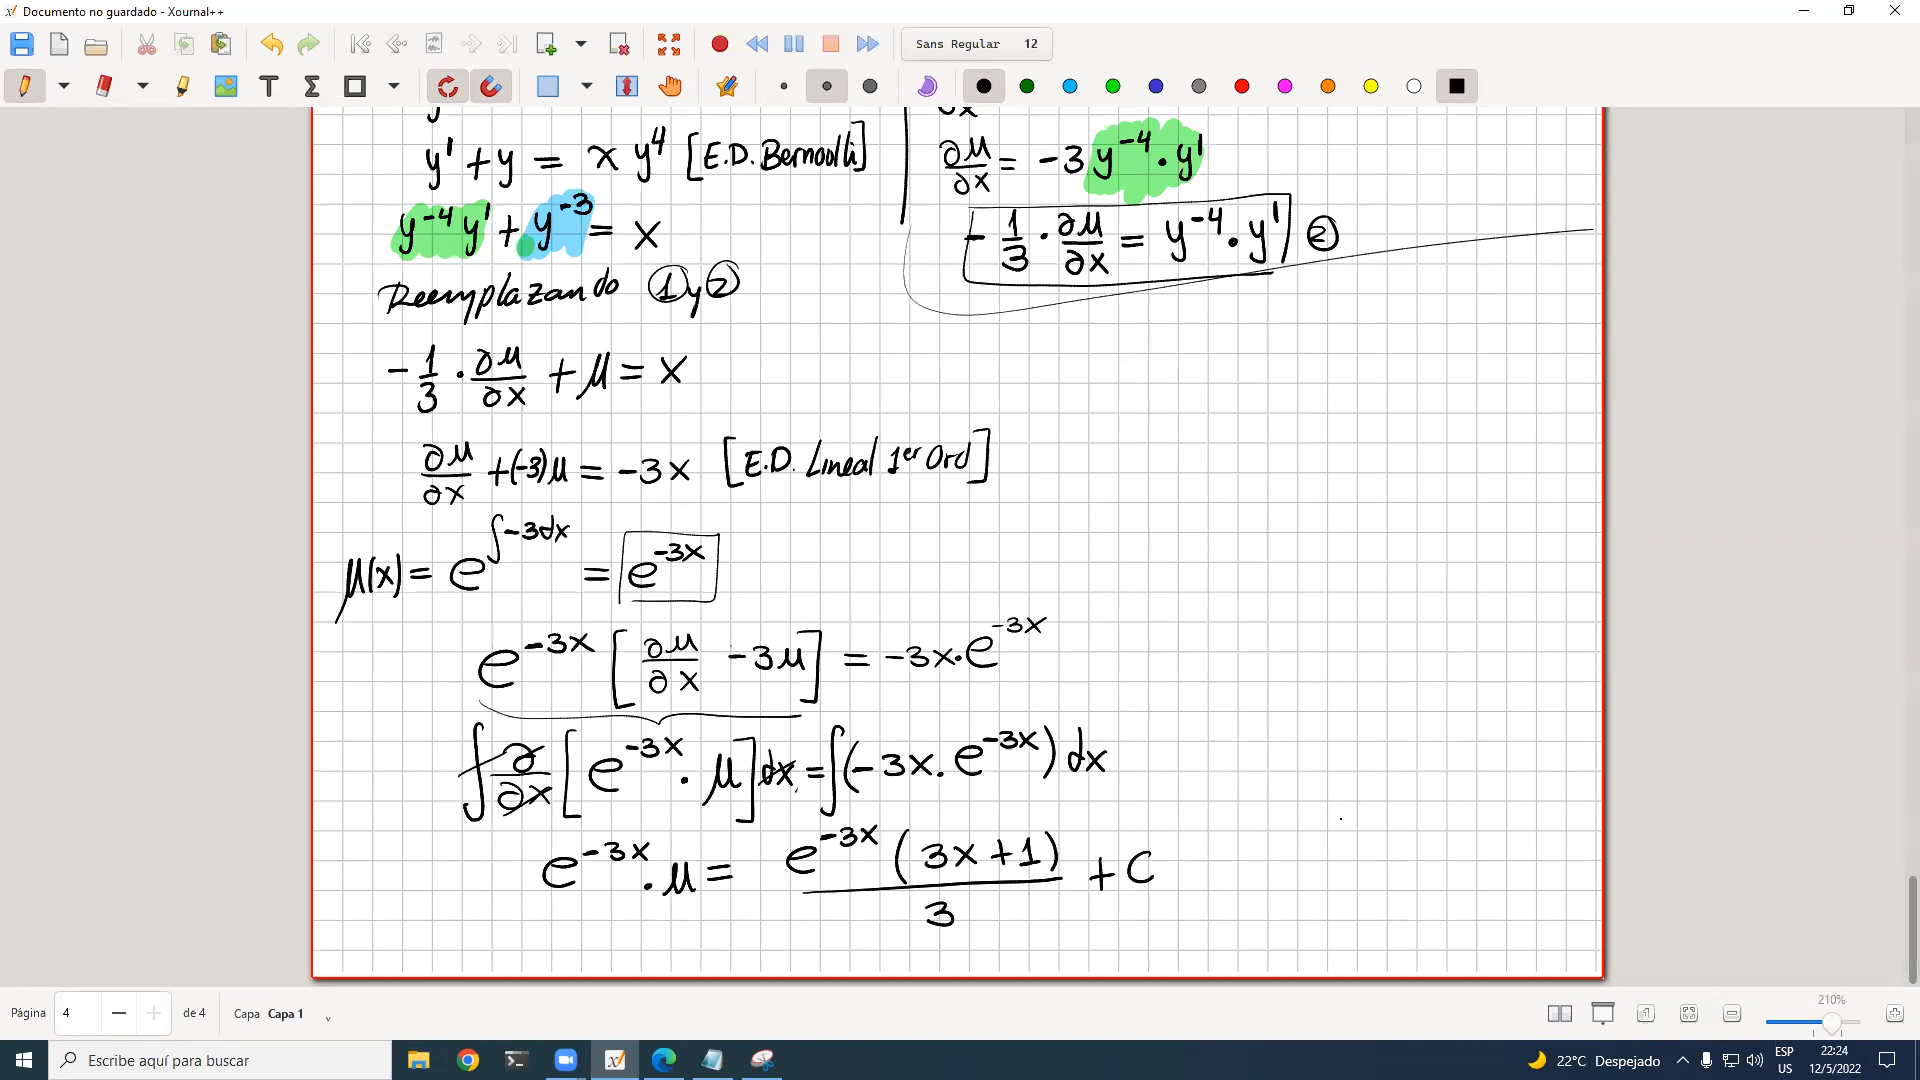 Documento no guardado - Xournal++
Sans Regular 12
y' + y = x y⁴ [E.D. Bernoulli]
y⁻⁴ y' + y⁻³ = x
Reemplazando ① y ②
-1/3 · ∂μ/∂x + μ = x
∂μ/∂x + (-3)μ = -3x [E.D. Lineal 1er Ord]
μ(x) = e^(∫-3dx) = e^(-3x)
e^(-3x) [∂μ/∂x - 3μ] = -3x · e^(-3x)
∫ ∂/∂x [e^(-3x) · μ] dx = ∫(-3x · e^(-3x)) dx
e^(-3x) · μ = e^(-3x) (3x + 1) / 3 + C
∂μ/∂x = -3 y⁻⁴ · y'
-1/3 · ∂μ/∂x = y⁻⁴ · y' ②
Página 4 de 4 Capa Capa 1
210%
Escribe aquí para buscar
22°C Despejado
ESP
US
22:24
12/5/2022